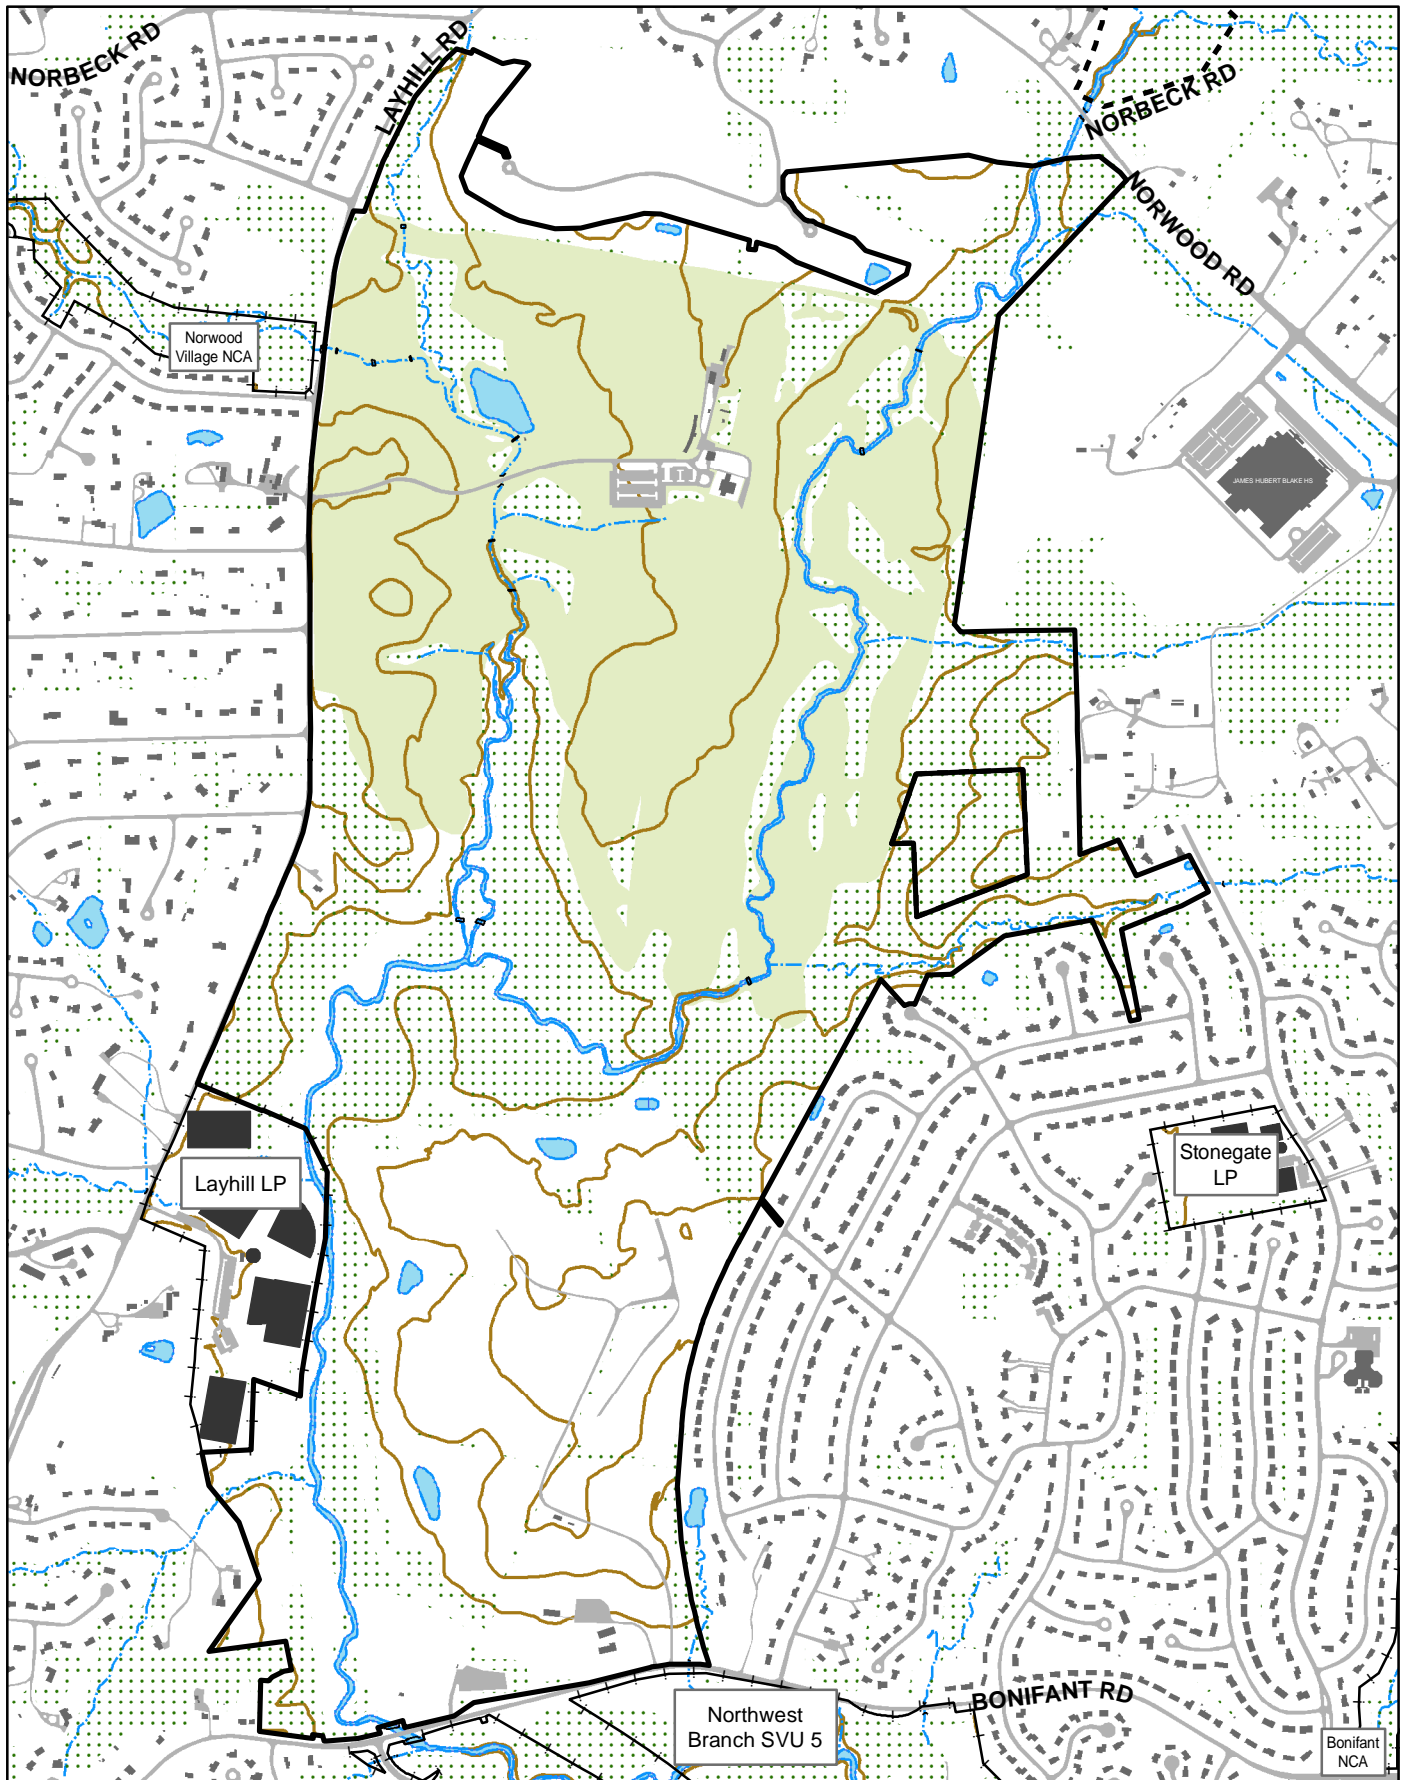 NORBECK RD
LAYHILL RD
NORBECK RD
NORWOOD RD
Norwood
Village NCA
JAMES HUBERT BLAKE HS
Layhill LP
Stonegate
LP
Northwest
Branch SVU 5
BONIFANT RD
Bonifant
NCA